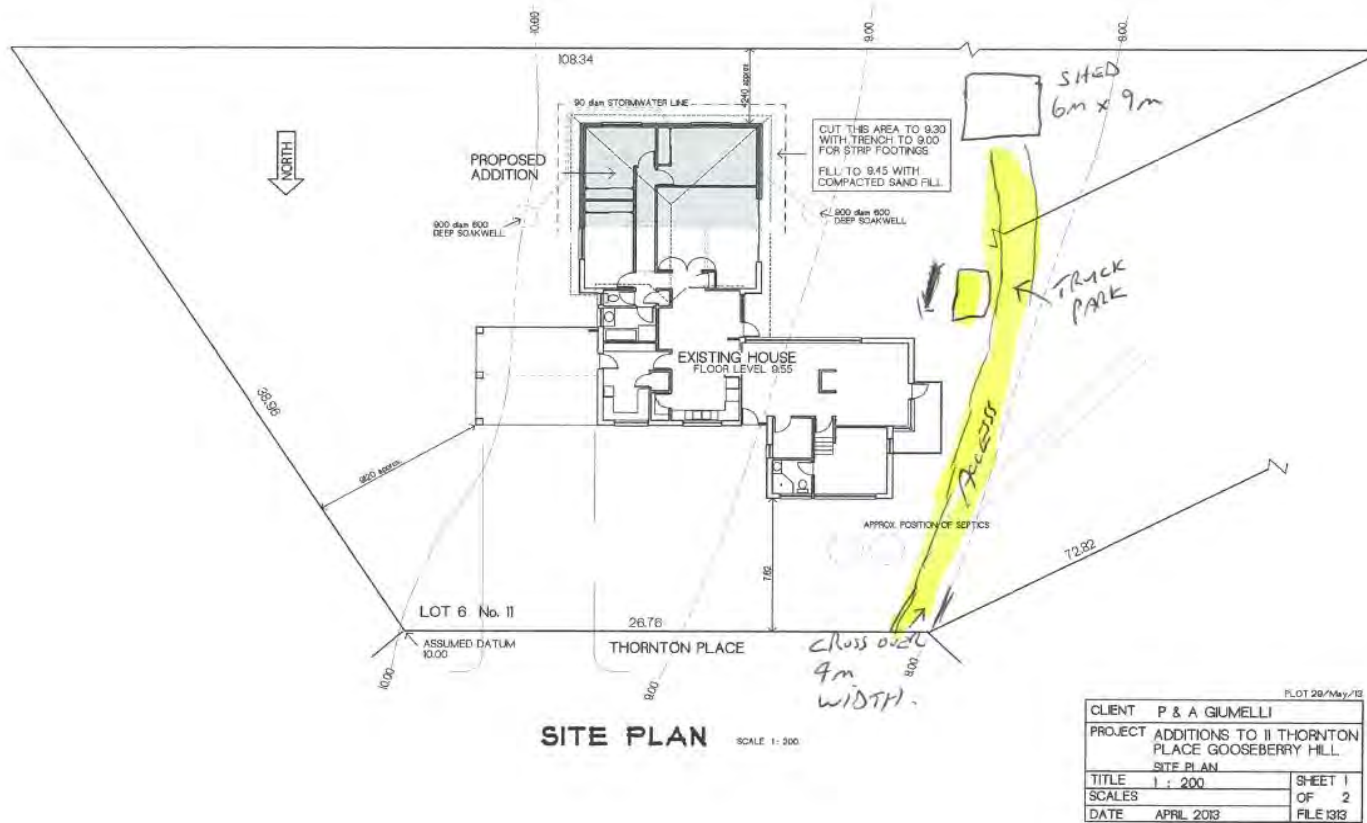 10.00
9.00
8.00
108.34
4240 approx
SHED
6m x 9m
90 diam STORMWATER LINE
NORTH
PROPOSED
ADDITION
CUT THIS AREA TO 9.30
WITH TRENCH TO 9.00
FOR STRIP FOOTINGS
FILL TO 9.45 WITH
COMPACTED SAND FILL
900 diam 600
DEEP SOAKWELL
900 diam 600
DEEP SOAKWELL
TRUCK
PARK
EXISTING HOUSE
FLOOR LEVEL 9.55
38.96
9120 approx
ACCESS
APPROX. POSITION OF SEPTICS
7.82
72.82
LOT 6 No. 11
26.76
ASSUMED DATUM
10.00
THORNTON PLACE
CROSS OVER
4m
WIDTH.
10.00
9.00
8.00
SITE PLAN SCALE 1: 200
PLOT 29/May/13
CLIENT P & A GIUMELLI
PROJECT ADDITIONS TO 11 THORNTON
PLACE GOOSEBERRY HILL
SITE PLAN
TITLE 1 : 200 SHEET 1
SCALES OF 2
DATE APRIL 2013 FILE 1313